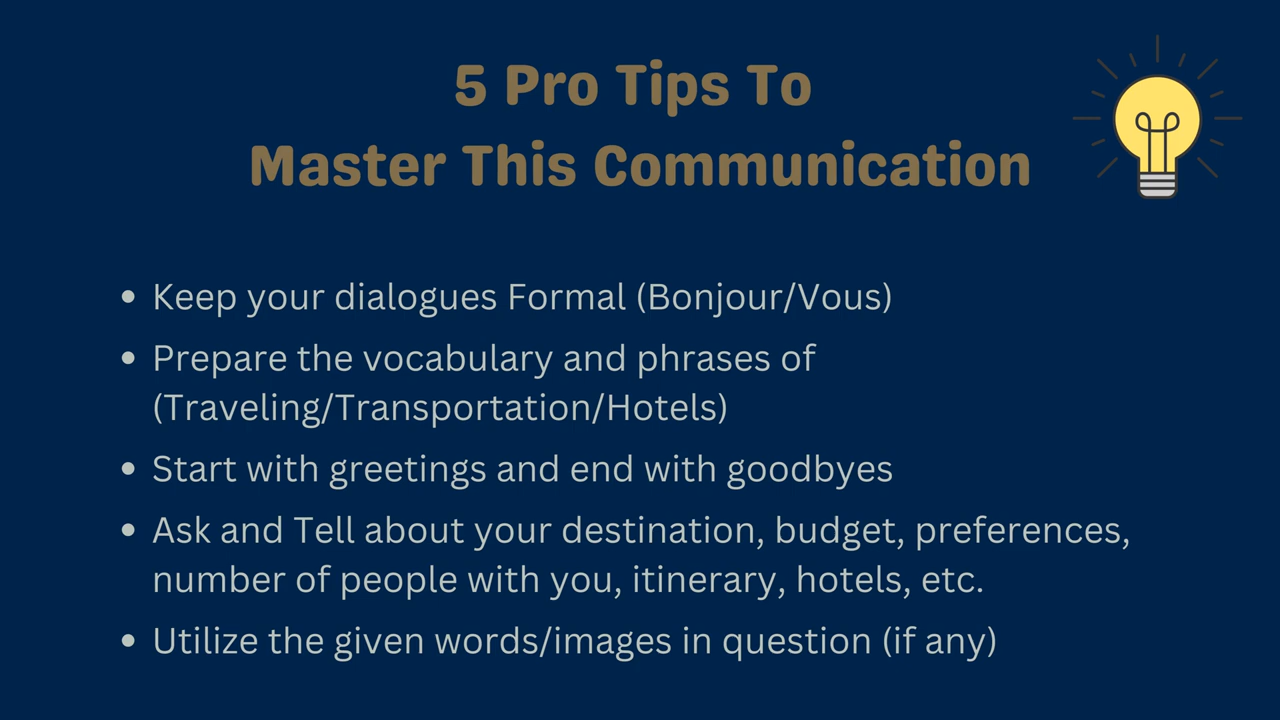 5 Pro Tips To
Master This Communication
• Keep your dialogues Formal (Bonjour/Vous)
• Prepare the vocabulary and phrases of
(Traveling/Transportation/Hotels)
• Start with greetings and end with goodbyes
• Ask and Tell about your destination, budget, preferences,
number of people with you, itinerary, hotels, etc.
• Utilize the given words/images in question (if any)